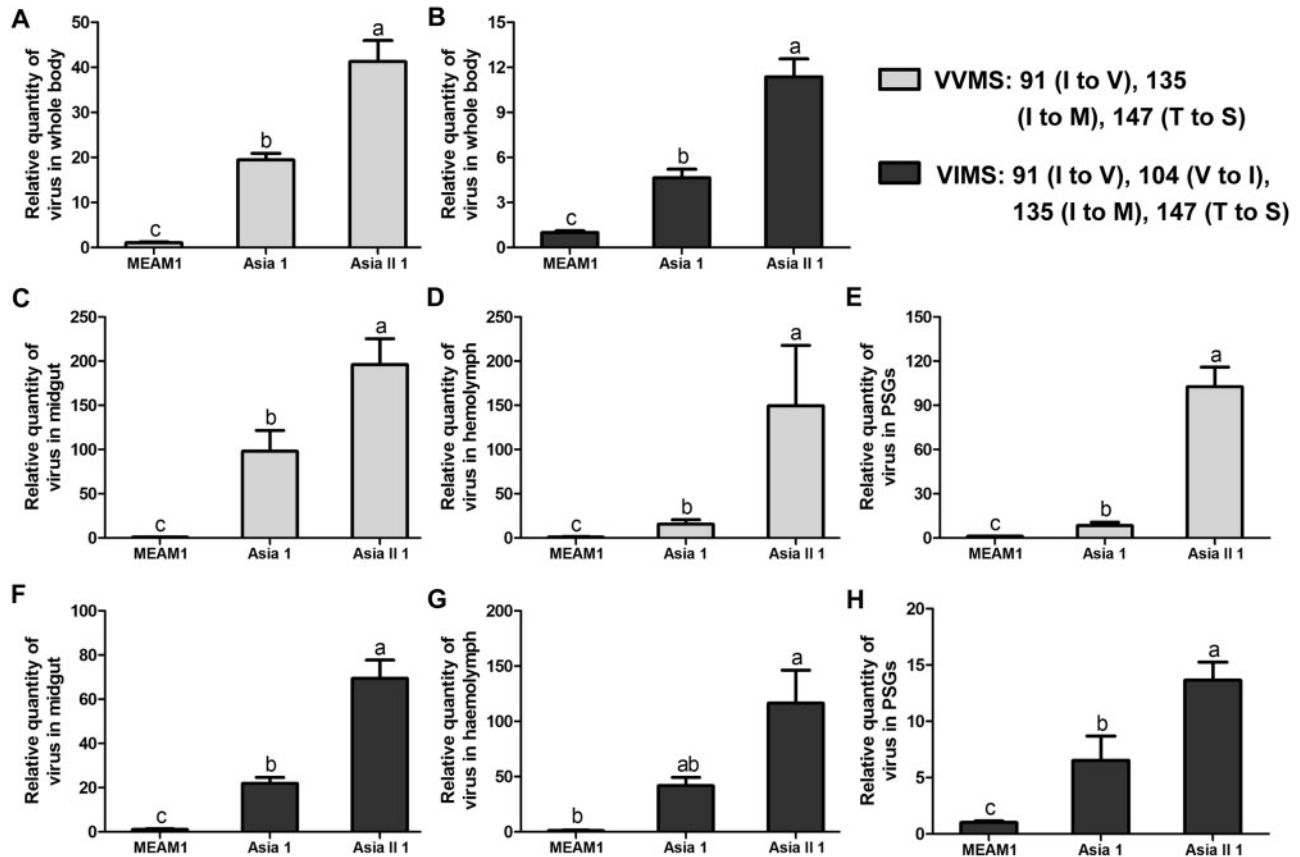 A
Relative quantity of
virus in whole body
50
40
30
20
10
0
c
b
a
MEAM1 Asia 1 Asia II 1
B
Relative quantity of
virus in whole body
15
12
9
6
3
0
c
b
a
MEAM1 Asia 1 Asia II 1
VVMS: 91 (I to V), 135
(I to M), 147 (T to S)
VIMS: 91 (I to V), 104 (V to I),
135 (I to M), 147 (T to S)
C
Relative quantity of
virus in midgut
250
200
150
100
50
0
c
b
a
MEAM1 Asia 1 Asia II 1
D
Relative quantity of
virus in hemolymph
250
200
150
100
50
0
c
b
a
MEAM1 Asia 1 Asia II 1
E
Relative quantity of
virus in PSGs
150
120
90
60
30
0
c
b
a
MEAM1 Asia 1 Asia II 1
F
Relative quantity of
virus in midgut
100
80
60
40
20
0
c
b
a
MEAM1 Asia 1 Asia II 1
G
Relative quantity of
virus in haemolymph
200
150
100
50
0
b
ab
a
MEAM1 Asia 1 Asia II 1
H
Relative quantity of
virus in PSGs
20
15
10
5
0
c
b
a
MEAM1 Asia 1 Asia II 1